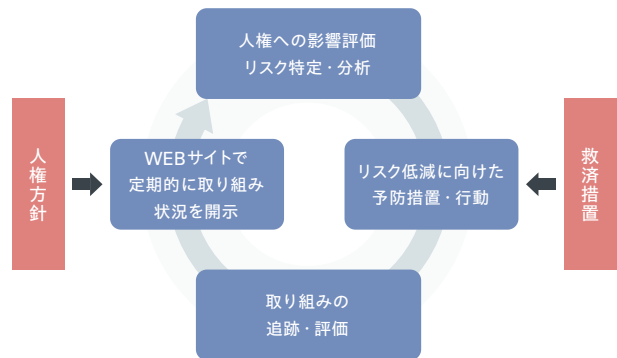 人権への影響評価
リスク特定・分析
人権方針
WEBサイトで
定期的に取り組み
状況を開示
リスク低減に向けた
予防措置・行動
救済措置
取り組みの
追跡・評価